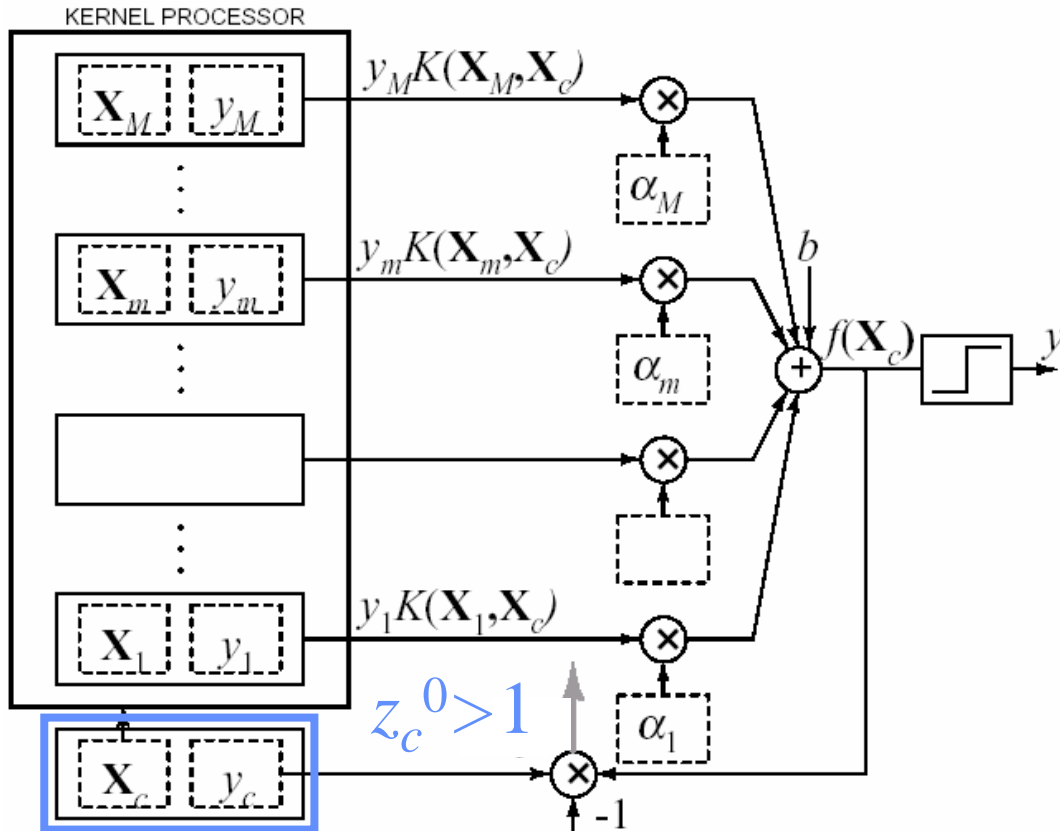 KERNEL PROCESSOR
X_M y_M
y_M K(X_M, X_c)
×
α_M
X_m y_m
y_m K(X_m, X_c)
×
α_m
b
+
f(X_c)
y
×
X_1 y_1
y_1 K(X_1, X_c)
×
α_1
z_c^0 > 1
X_c y_c
×
-1